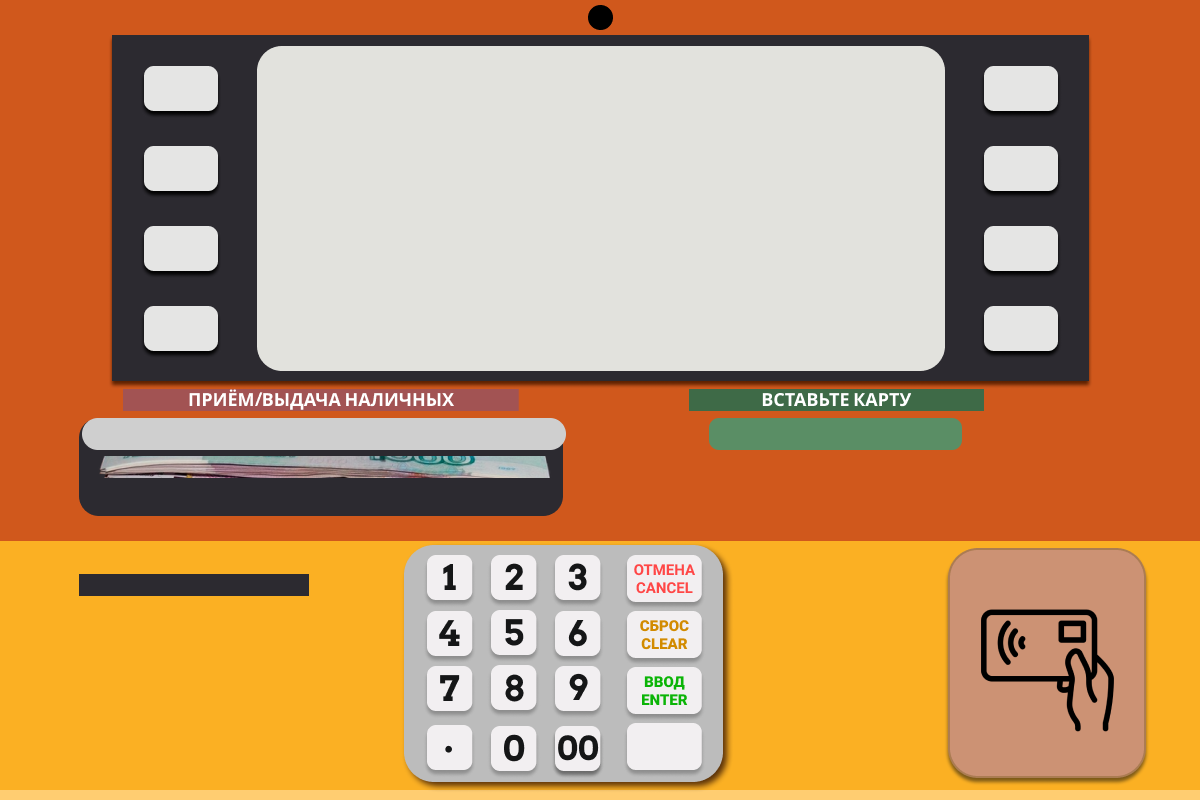 ПРИЁМ/ВЫДАЧА НАЛИЧНЫХ
ВСТАВЬТЕ КАРТУ
1 2 3 ОТМЕНА
CANCEL
4 5 6 СБРОС
CLEAR
7 8 9 ВВОД
ENTER
· 0 00